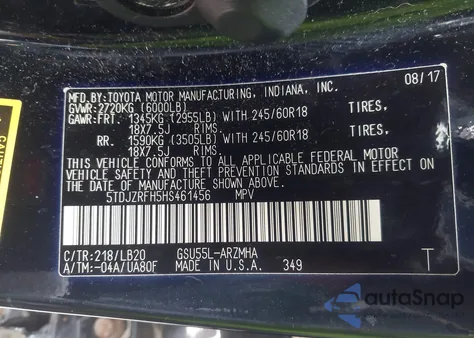 MFD.BY:TOYOTA MOTOR MANUFACTURING, INDIANA, INC. 08/17
GVWR:2720KG (6000LB)
GAWR:FRT. 1345KG (2955LB) WITH 245/60R18 TIRES,
18X7.5J RIMS.
RR. 1590KG (3505LB) WITH 245/60R18 TIRES,
18X7.5J RIMS.
THIS VEHICLE CONFORMS TO ALL APPLICABLE FEDERAL MOTOR
VEHICLE SAFETY STANDARDS IN EFFECT ON THE DATE OF
MANUFACTURE SHOWN ABOVE.
5TDJZRFH5HS461456 MPV
C/TR:218/LB20 GSU55L-ARZMHA
A/TM:-04A/UA80F MADE IN U.S.A. 349 T
autoSnap